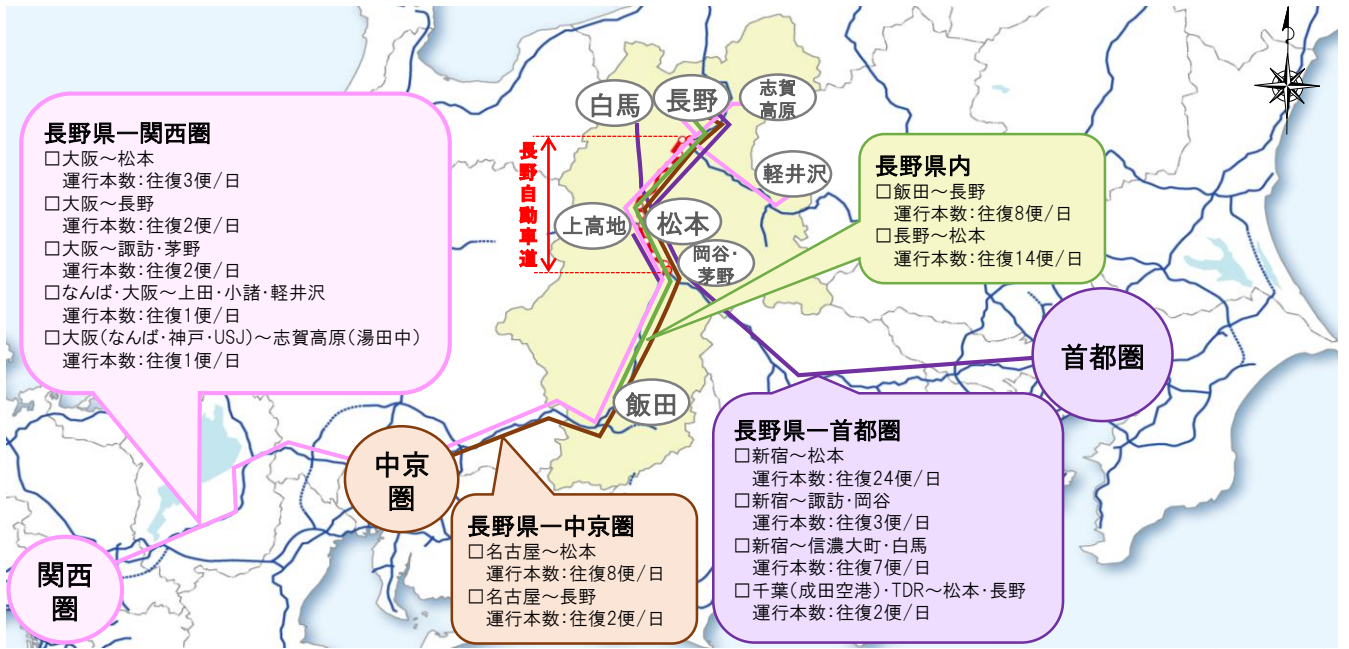 白馬
長野
志賀
高原
軽井沢
上高地
松本
岡谷・
茅野
飯田
長野自動車道
首都圏
中京
圏
関西
圏
長野県ー関西圏
□大阪～松本
運行本数:往復3便/日
□大阪～長野
運行本数:往復2便/日
□大阪～諏訪・茅野
運行本数:往復2便/日
□なんば・大阪～上田・小諸・軽井沢
運行本数:往復1便/日
□大阪(なんば・神戸・USJ)～志賀高原(湯田中)
運行本数:往復1便/日
長野県内
□飯田～長野
運行本数:往復8便/日
□長野～松本
運行本数:往復14便/日
長野県ー中京圏
□名古屋～松本
運行本数:往復8便/日
□名古屋～長野
運行本数:往復2便/日
長野県ー首都圏
□新宿～松本
運行本数:往復24便/日
□新宿～諏訪・岡谷
運行本数:往復3便/日
□新宿～信濃大町・白馬
運行本数:往復7便/日
□千葉(成田空港)・TDR～松本・長野
運行本数:往復2便/日